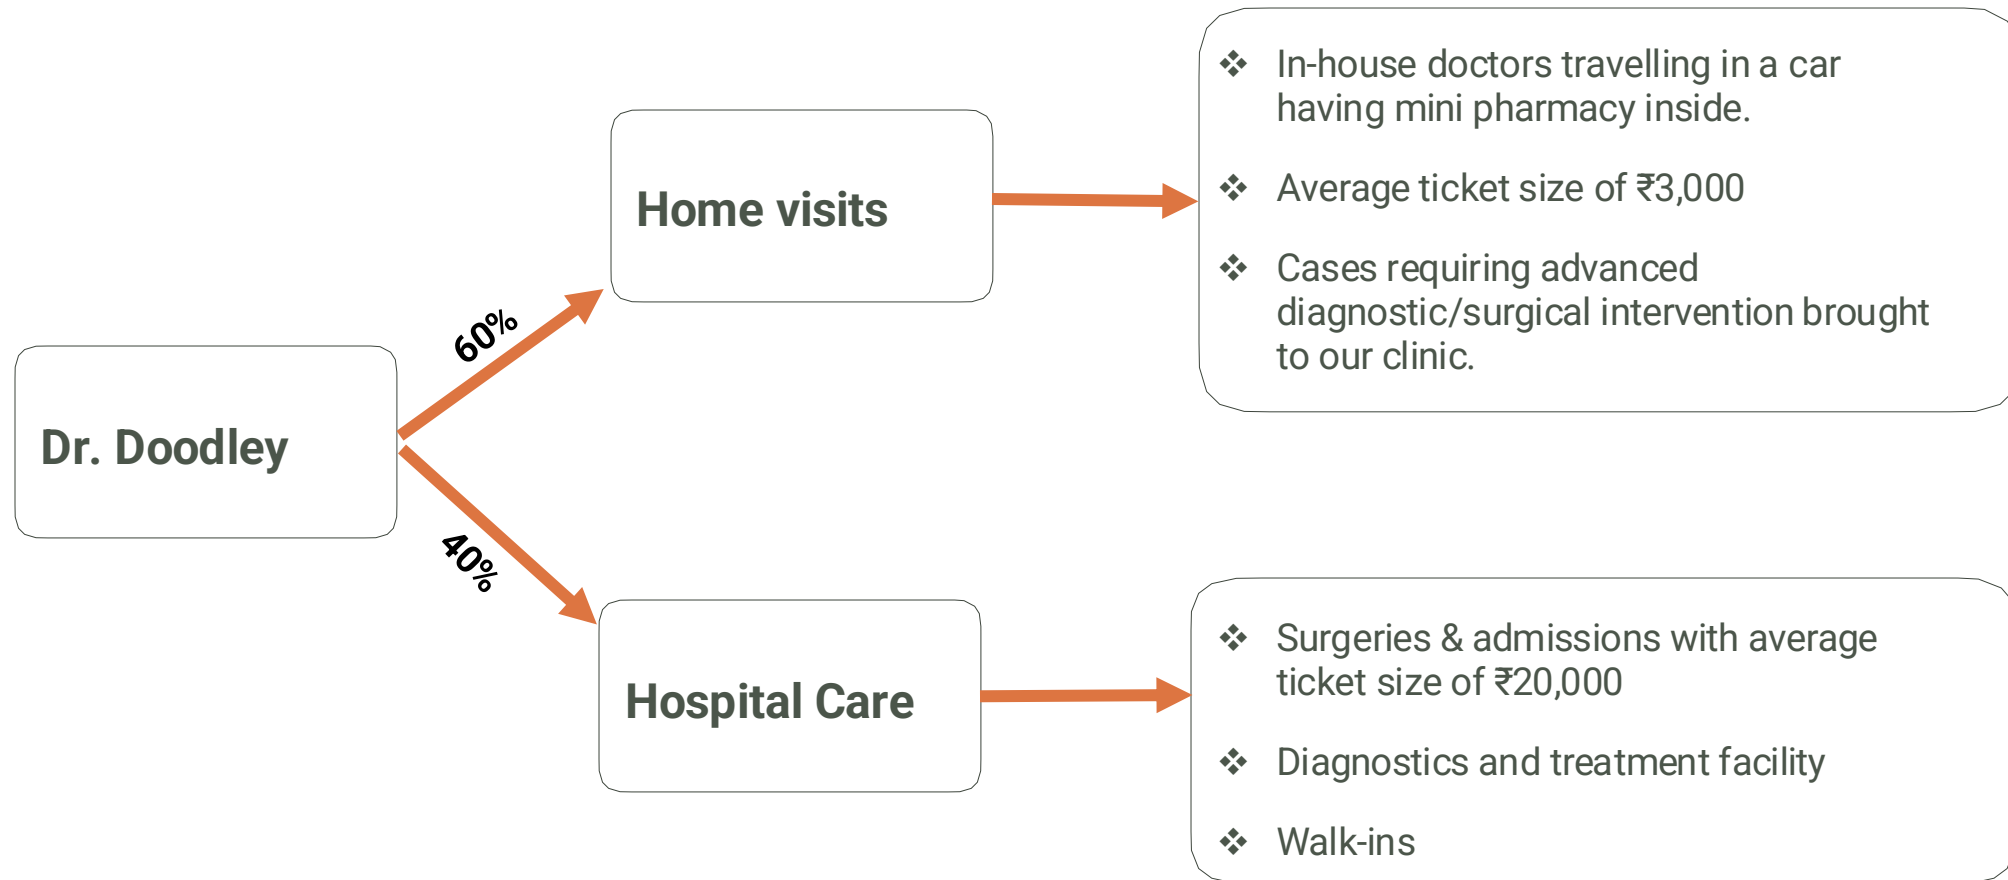 Dr. Doodley
60%
40%
Home visits
❖ In-house doctors travelling in a car
having mini pharmacy inside.
❖ Average ticket size of ₹3,000
❖ Cases requiring advanced
diagnostic/surgical intervention brought
to our clinic.
Hospital Care
❖ Surgeries & admissions with average
ticket size of ₹20,000
❖ Diagnostics and treatment facility
❖ Walk-ins